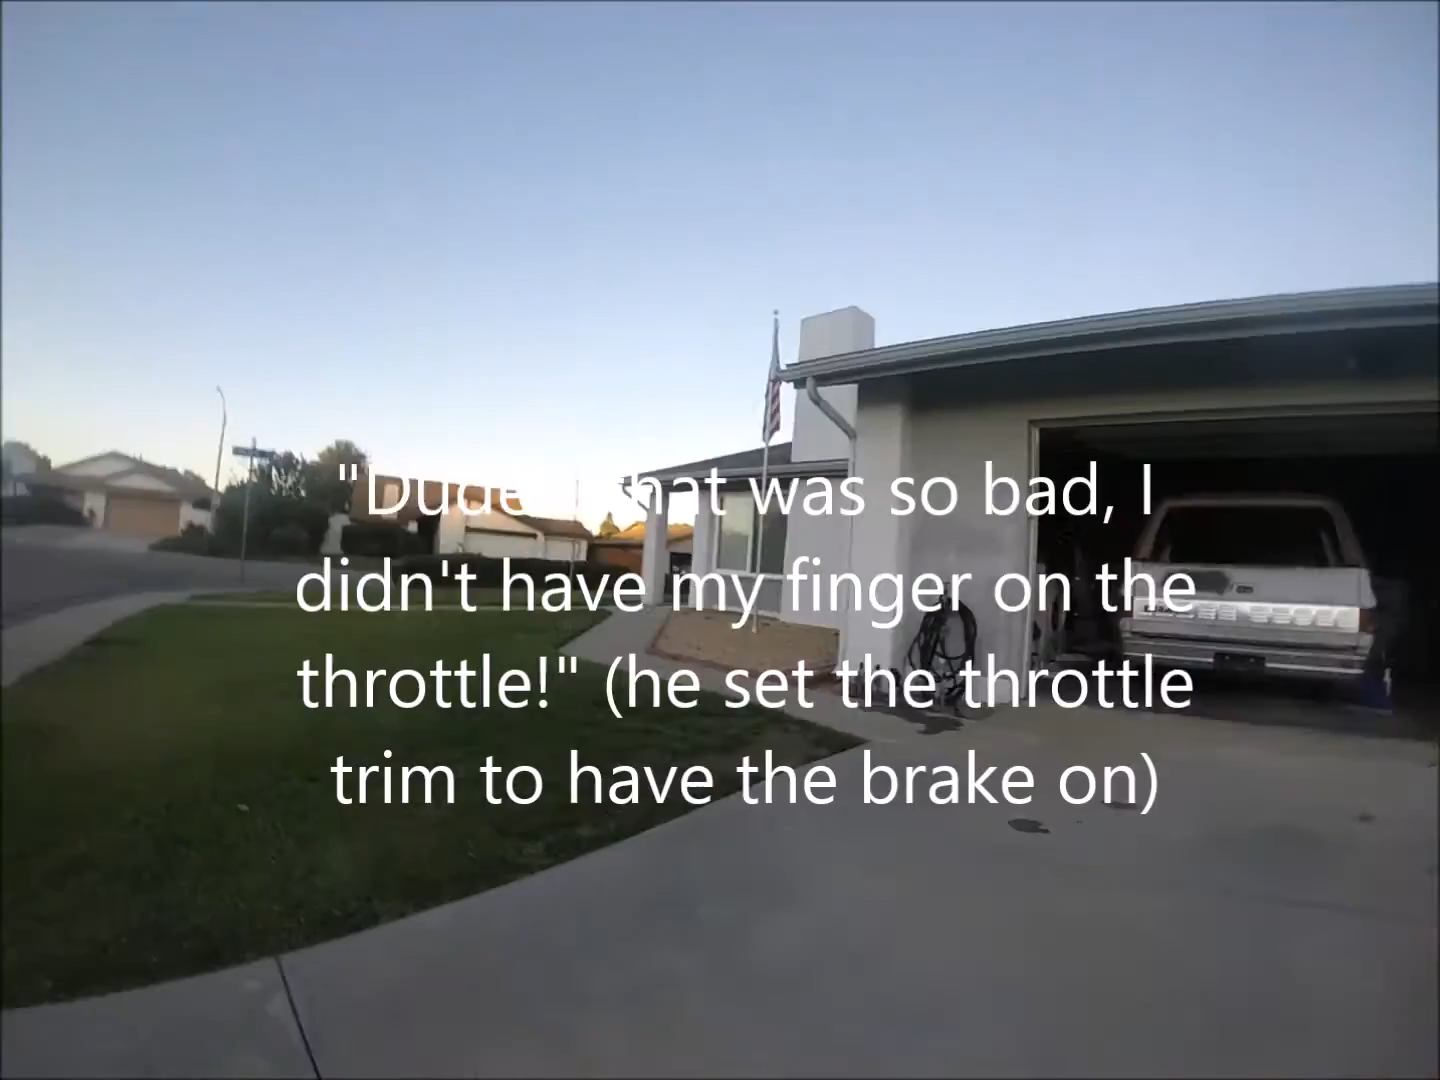 "Dude, that was so bad, I
didn't have my finger on the
throttle!" (he set the throttle
trim to have the brake on)